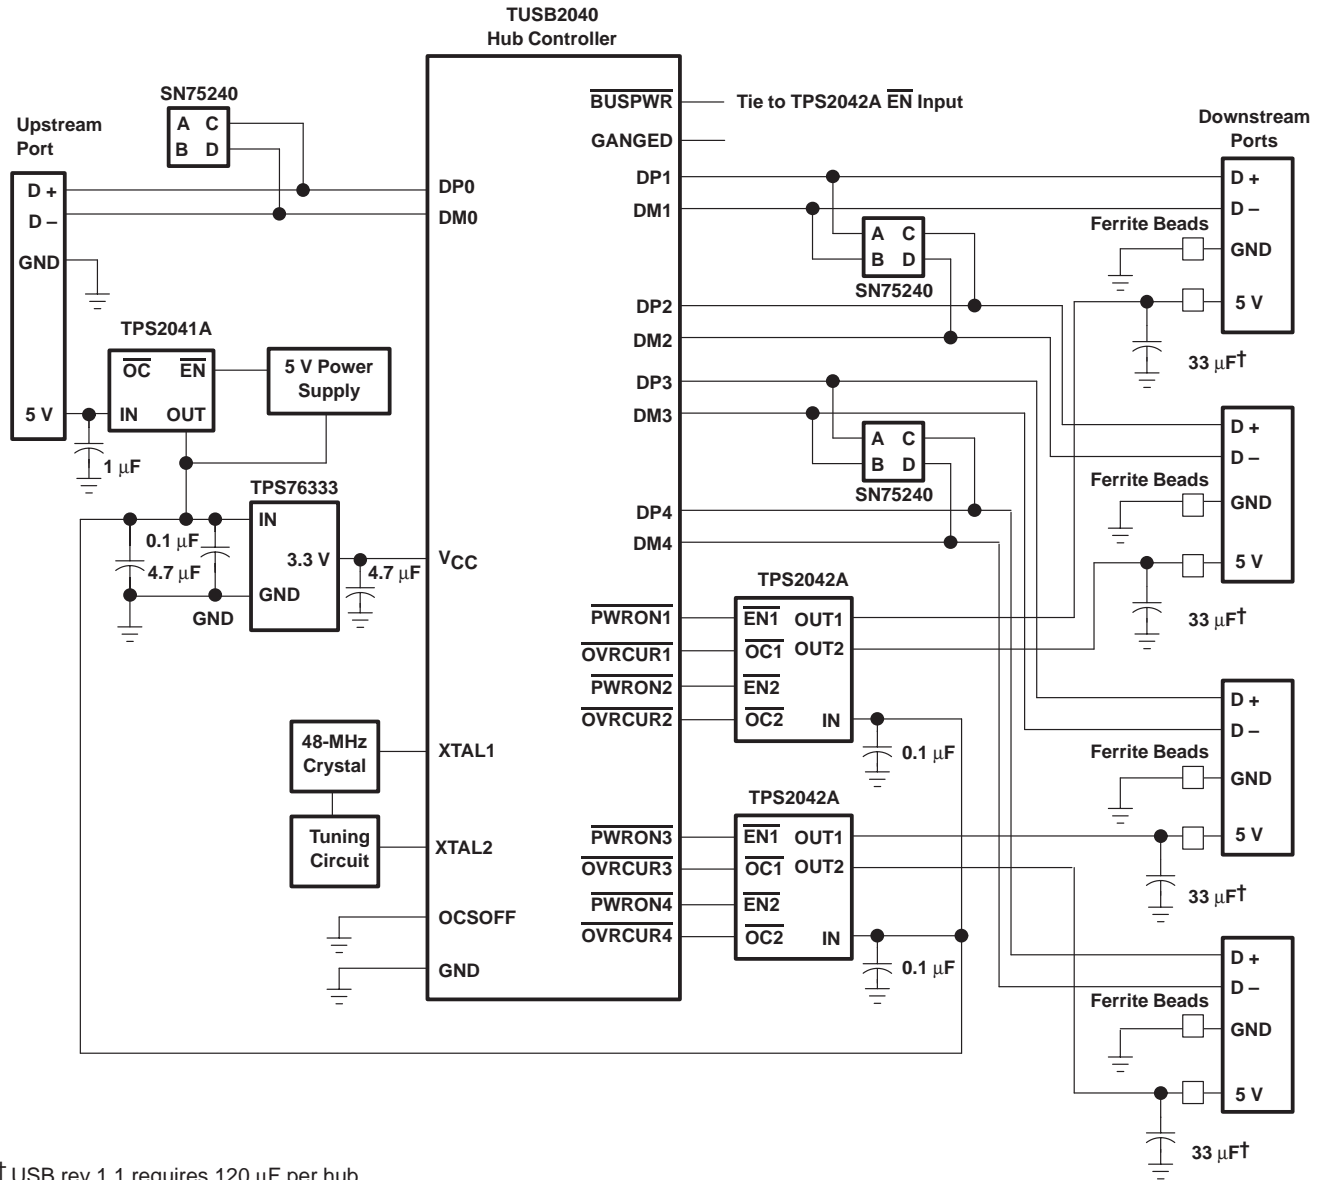 TUSB2040
Hub Controller
SN75240
A C
B D
Upstream
Port
D +
D –
GND
5 V
DP0
DM0
BUSPWR
Tie to TPS2042A EN Input
GANGED
DP1
DM1
A C
B D
SN75240
DP2
DM2
DP3
DM3
A C
B D
SN75240
DP4
DM4
Downstream
Ports
D +
D –
Ferrite Beads
GND
5 V
33 μF†
D +
D –
Ferrite Beads
GND
5 V
33 μF†
D +
D –
Ferrite Beads
GND
5 V
33 μF†
D +
D –
Ferrite Beads
GND
5 V
33 μF†
TPS2041A
OC EN
IN OUT
5 V Power
Supply
1 μF
TPS76333
IN
3.3 V
GND
0.1 μF
4.7 μF
GND
4.7 μF
VCC
TPS2042A
PWRON1
EN1 OUT1
OVRCUR1
OC1 OUT2
PWRON2
EN2
OVRCUR2
OC2 IN
0.1 μF
48-MHz
Crystal
XTAL1
Tuning
Circuit
XTAL2
OCSOFF
GND
TPS2042A
PWRON3
EN1 OUT1
OVRCUR3
OC1 OUT2
PWRON4
EN2
OVRCUR4
OC2 IN
0.1 μF
† USB rev 1.1 requires 120 μF per hub